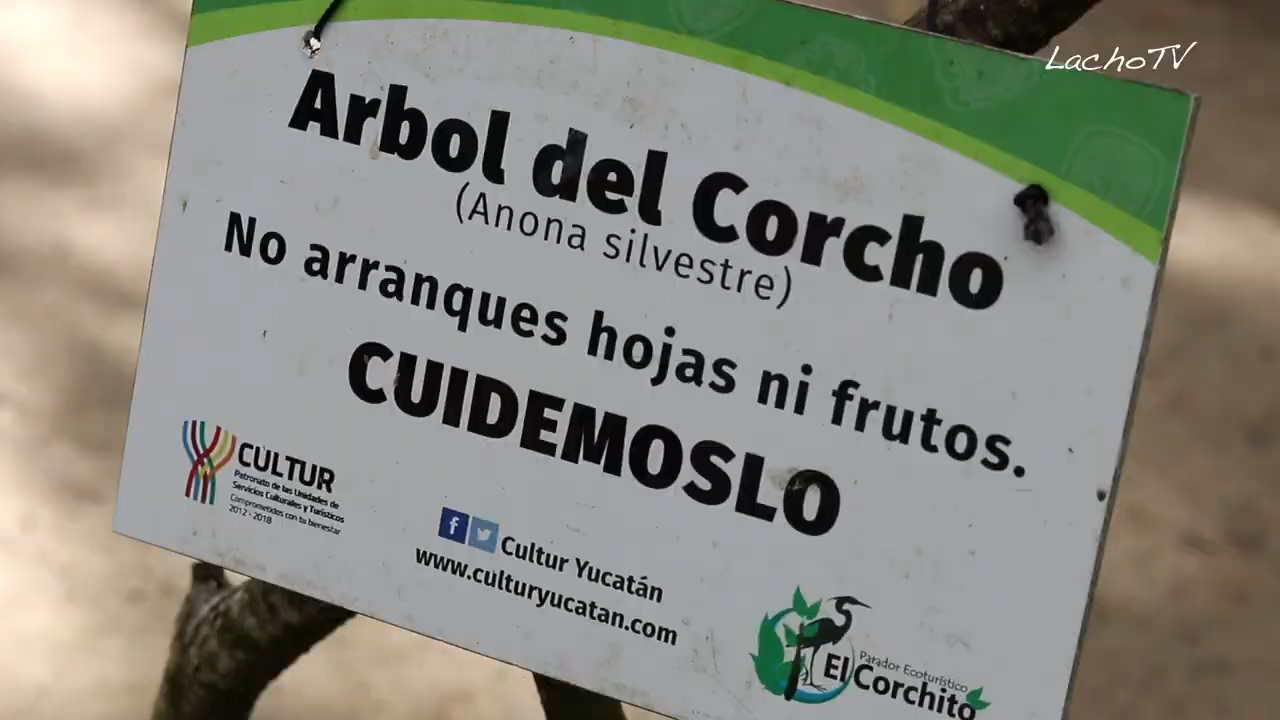 LachoTV
Arbol del Corcho
(Anona silvestre)
No arranques hojas ni frutos.
CUIDEMOSLO
CULTUR
Patronato de las Unidades de
Servicios Culturales y Turísticos
Comprometidos con tu bienestar
2012 - 2018
Cultur Yucatán
www.culturyucatan.com
Parador Ecoturístico
El Corchito